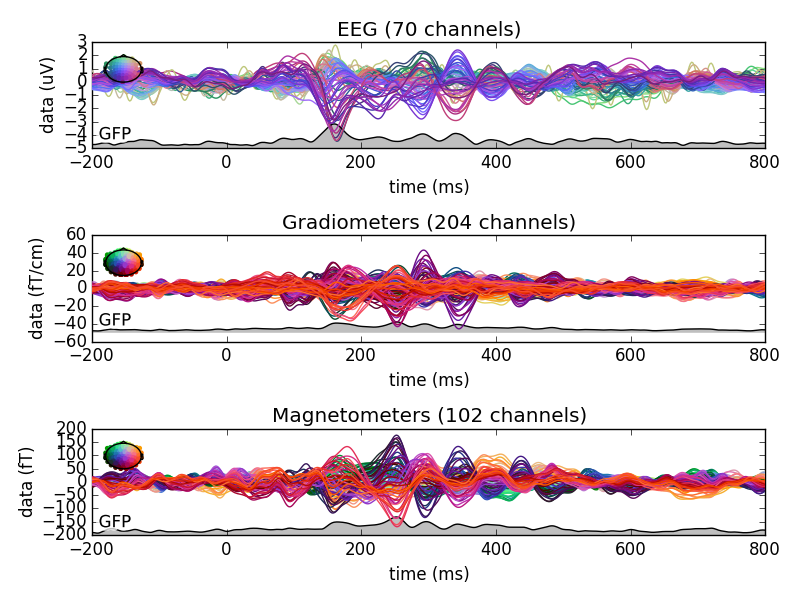 EEG (70 channels)
3
2
1
0
−1
−2
−3
−4
−5
data (uV)
GFP
−200 0 200 400 600 800
time (ms)
Gradiometers (204 channels)
60
40
20
0
−20
−40
−60
data (fT/cm)
GFP
−200 0 200 400 600 800
time (ms)
Magnetometers (102 channels)
200
150
100
50
0
−50
−100
−150
−200
data (fT)
GFP
−200 0 200 400 600 800
time (ms)